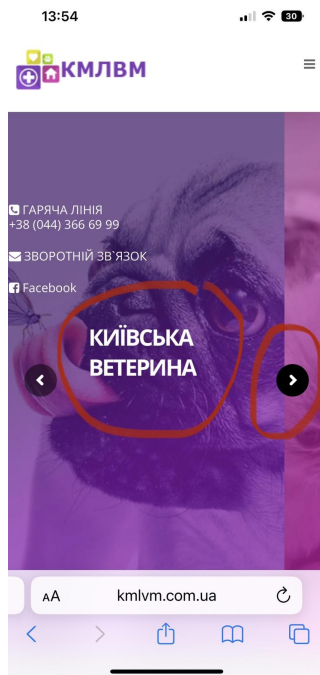 13:54
30
КМЛВМ
ГАРЯЧА ЛІНІЯ
+38 (044) 366 69 99
ЗВОРОТНІЙ ЗВ`ЯЗОК
Facebook
КИЇВСЬКА
ВЕТЕРИНА
AA kmlvm.com.ua